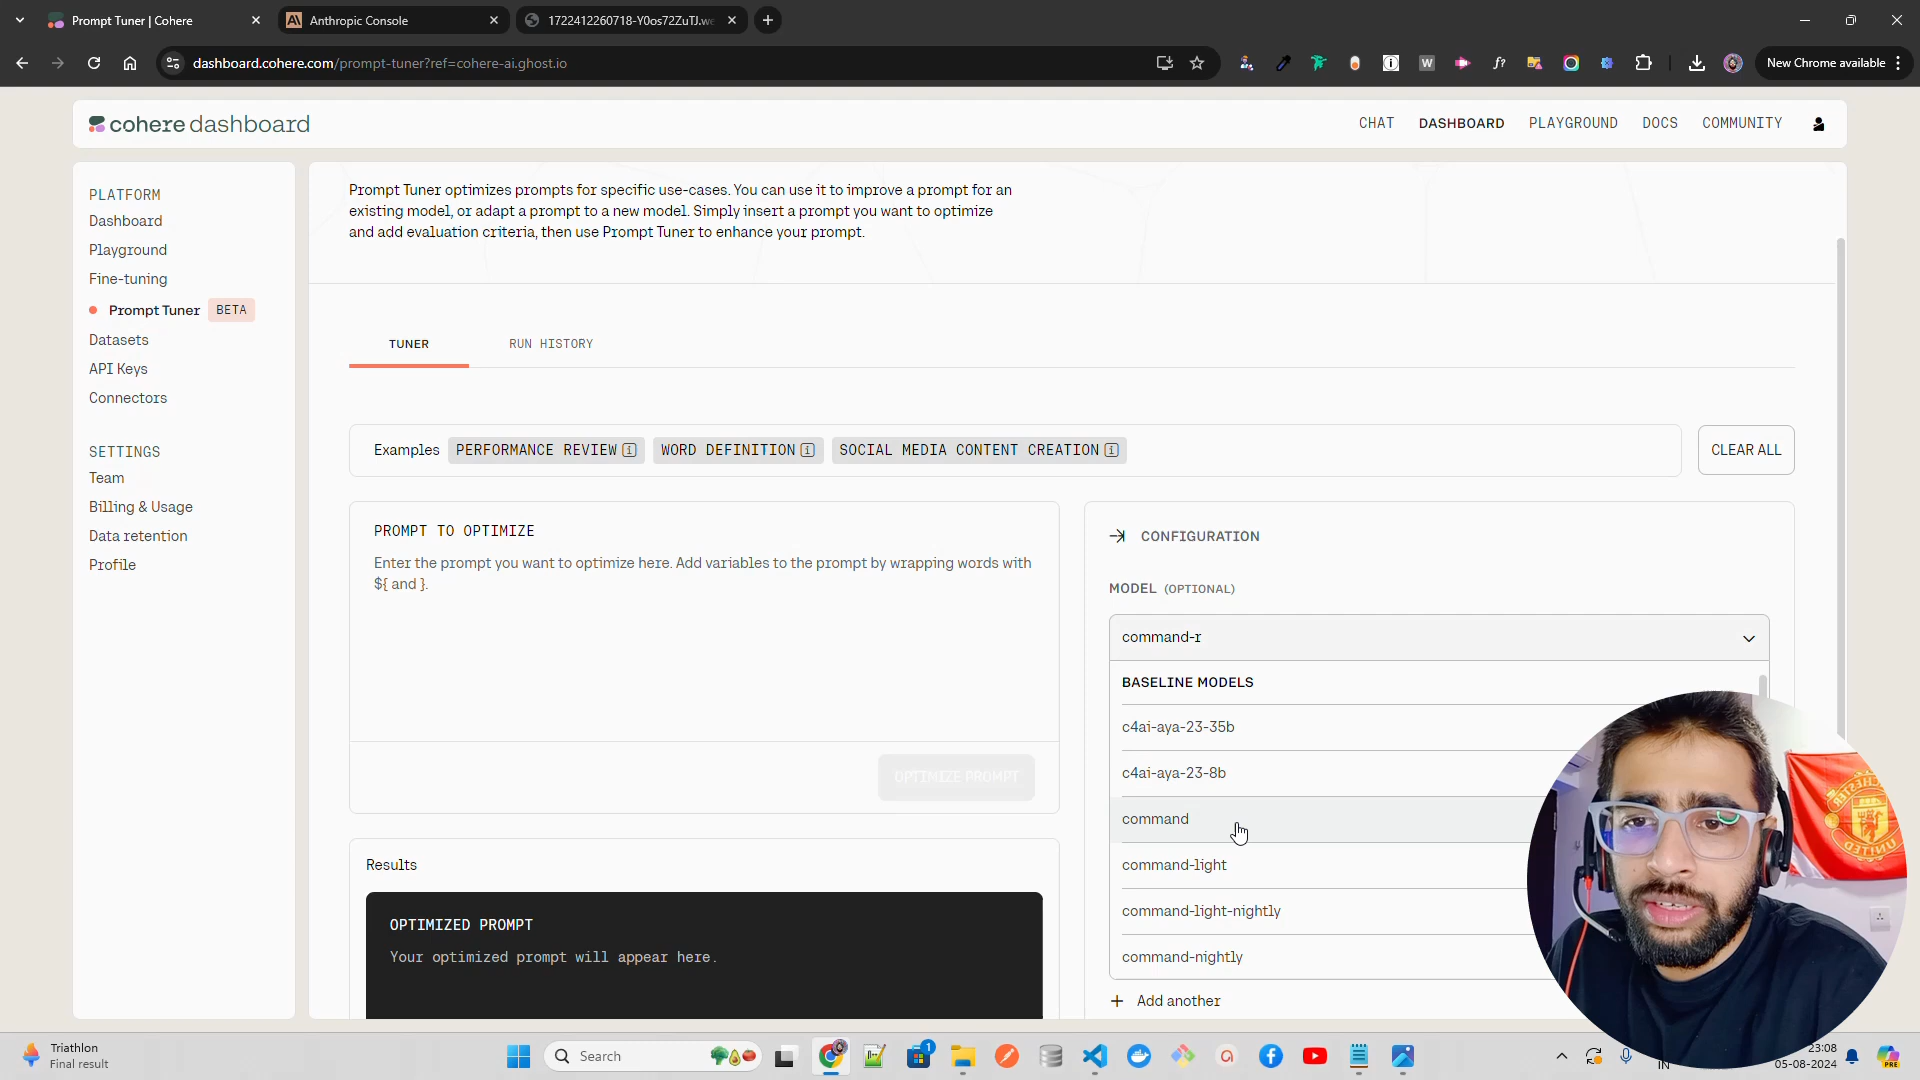 Prompt Tuner | Cohere
Anthropic Console
1722412260718-Y0os72ZuTJ.we
dashboard.cohere.com/prompt-tuner?ref=cohere-ai.ghost.io
New Chrome available
cohere dashboard
CHAT
DASHBOARD
PLAYGROUND
DOCS
COMMUNITY
PLATFORM
Dashboard
Playground
Fine-tuning
Prompt Tuner BETA
Datasets
API Keys
Connectors
SETTINGS
Team
Billing & Usage
Data retention
Profile
Prompt Tuner optimizes prompts for specific use-cases. You can use it to improve a prompt for an
existing model, or adapt a prompt to a new model. Simply insert a prompt you want to optimize
and add evaluation criteria, then use Prompt Tuner to enhance your prompt.
TUNER
RUN HISTORY
Examples
PERFORMANCE REVIEW
WORD DEFINITION
SOCIAL MEDIA CONTENT CREATION
CLEAR ALL
PROMPT TO OPTIMIZE
Enter the prompt you want to optimize here. Add variables to the prompt by wrapping words with
${ and }.
OPTIMIZE PROMPT
Results
OPTIMIZED PROMPT
Your optimized prompt will appear here.
CONFIGURATION
MODEL (OPTIONAL)
command-r
BASELINE MODELS
c4ai-aya-23-35b
c4ai-aya-23-8b
command
command-light
command-light-nightly
command-nightly
+ Add another
UNITED
Triathlon
Final result
Search
1
IN
23:08
05-08-2024
PRE